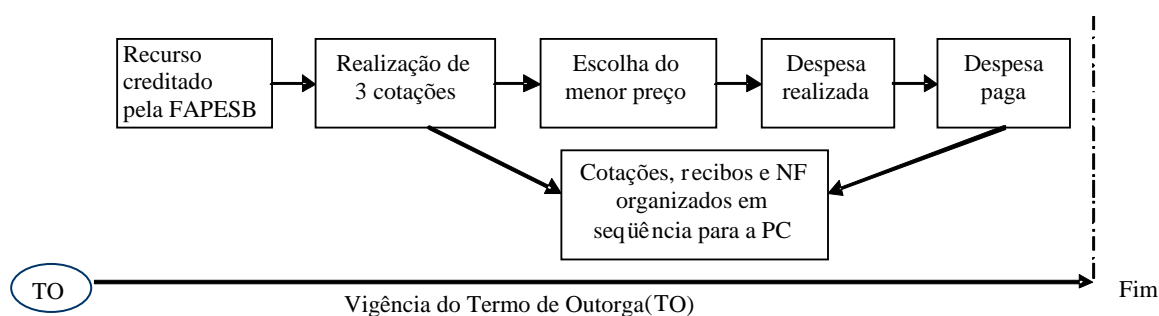 Recurso
creditado
pela FAPESB
Realização de
3 cotações
Escolha do
menor preço
Despesa
realizada
Despesa
paga
Cotações, recibos e NF
organizados em
seqüência para a PC
TO
Vigência do Termo de Outorga(TO)
Fim